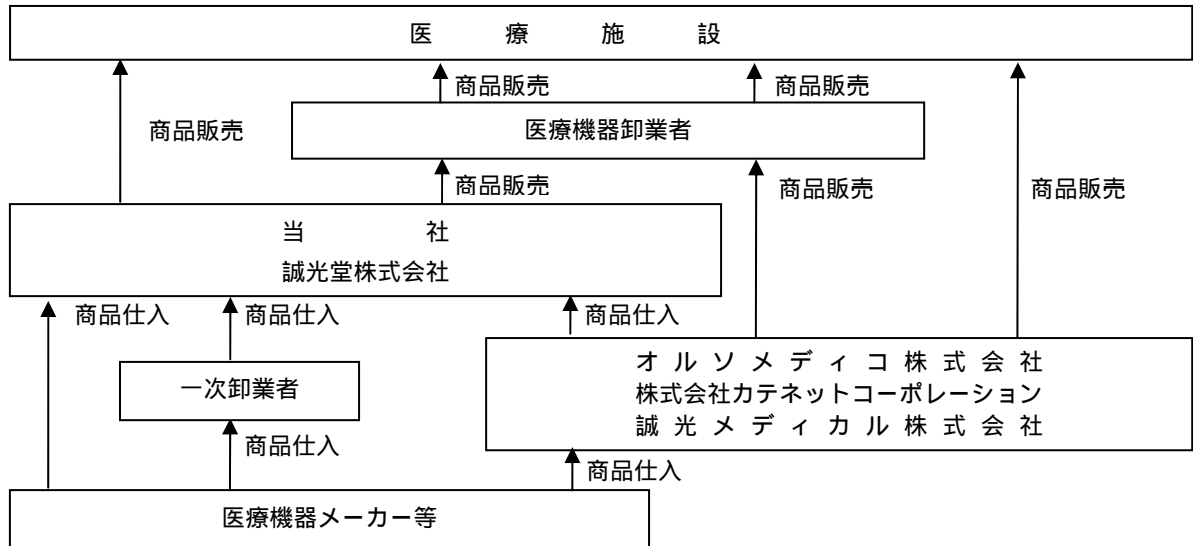 医療施設
商品販売
商品販売
医療機器卸業者
商品販売
商品販売
商品販売
商品販売
当社
誠光堂株式会社
商品仕入
商品仕入
商品仕入
オルソメディコ株式会社
株式会社カテネットコーポレーション
誠光メディカル株式会社
一次卸業者
商品仕入
商品仕入
医療機器メーカー等